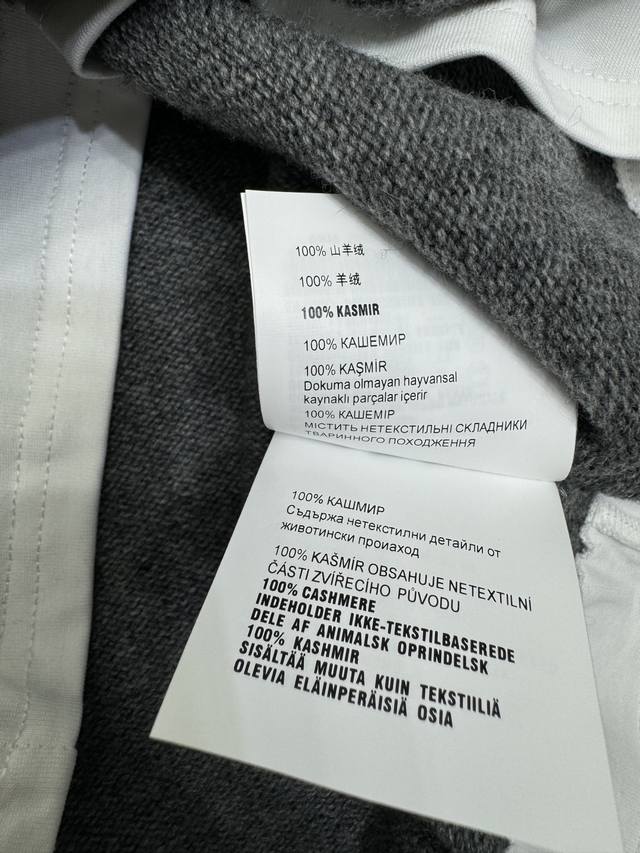 100% 山羊绒
100% 羊绒
100% KASMIR
100% КАШЕМИР
100% KAŞMİR
Dokuma olmayan hayvansal
kaynaklı parçalar içerir
100% КАШЕМІР
МІСТИТЬ НЕТЕКСТИЛЬНІ СКЛАДНИКИ
ТВАРИННОГО ПОХОДЖЕННЯ
100% КАШМИР
Съдържа нетекстилни детайли от
животински произход
100% KAŠMÍR OBSAHUJE NETEXTILNÍ
ČÁSTI ZVÍŘECÍHO PŮVODU
100% CASHMERE
INDEHOLDER IKKE-TEKSTILBASEREDE
DELE AF ANIMALSK OPRINDELSK
100% KASHMIR
SISÄLTÄÄ MUUTA KUIN TEKSTIILIÄ
OLEVIA ELÄINPERÄISIÄ OSIA